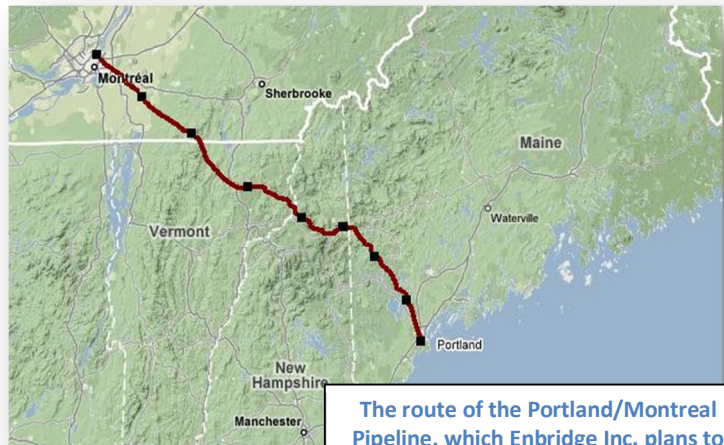 Montréal
Sherbrooke
Maine
Waterville
Vermont
Portland
New
Hampshire
Manchester
The route of the Portland/Montreal
Pipeline, which Enbridge Inc. plans to